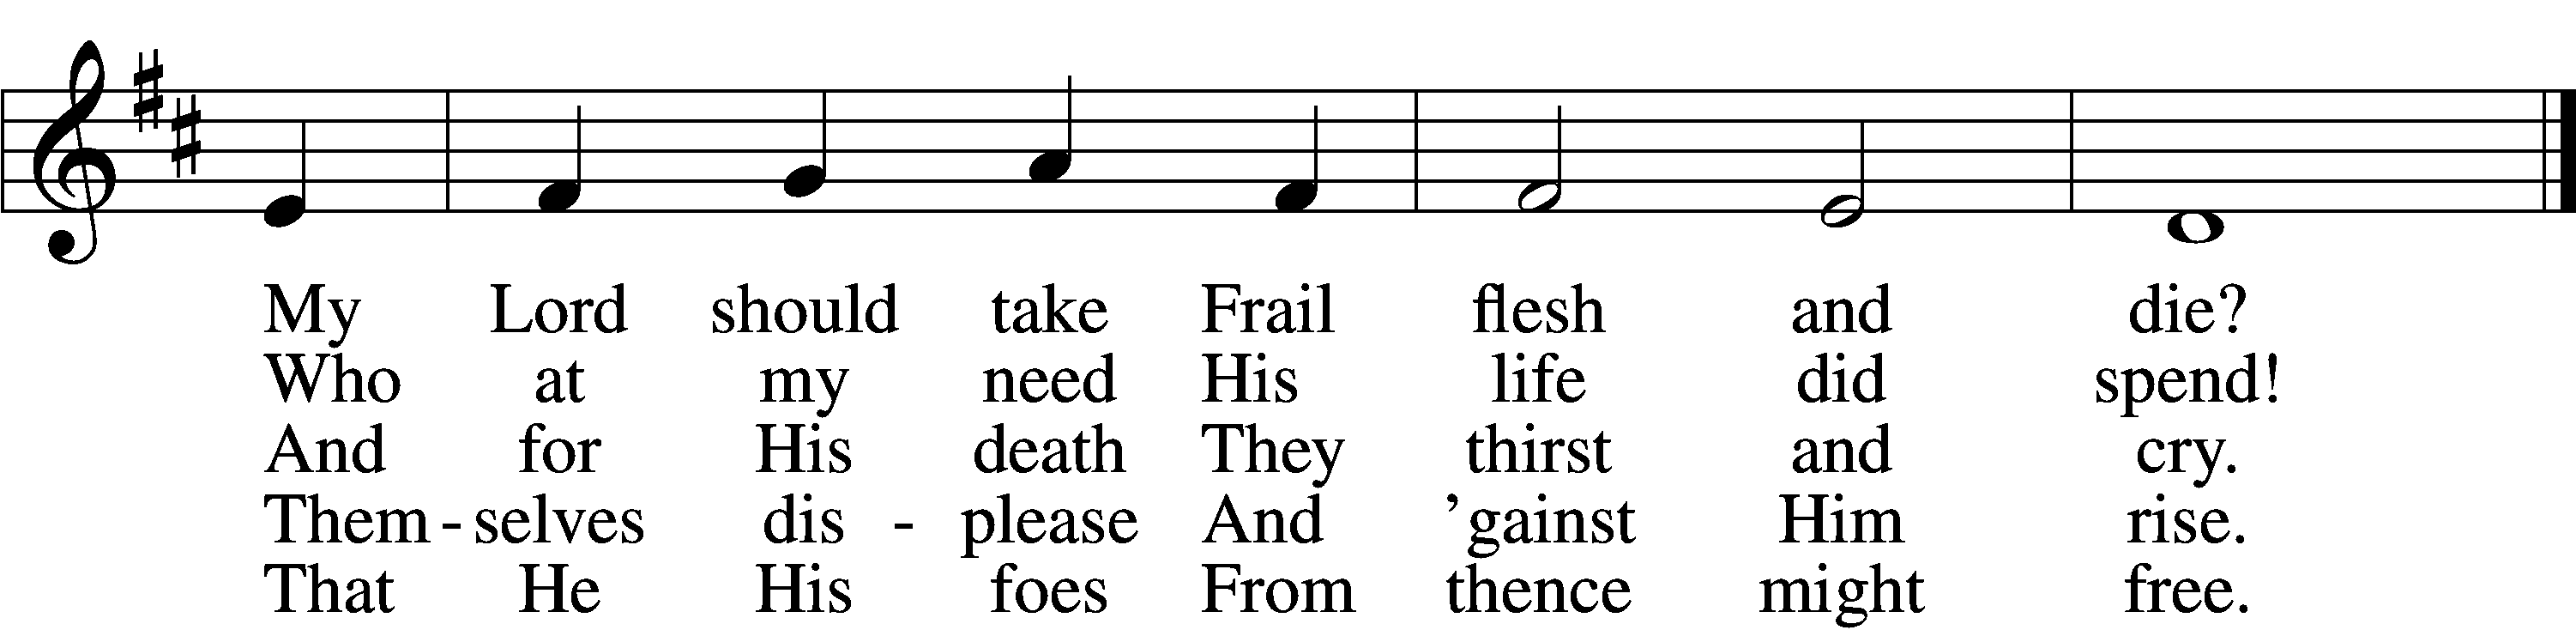 My Lord should take Frail flesh and die?
Who at my need His life did spend!
And for His death They thirst and cry.
Them - selves dis - please And ’gainst Him rise.
That He His foes From thence might free.